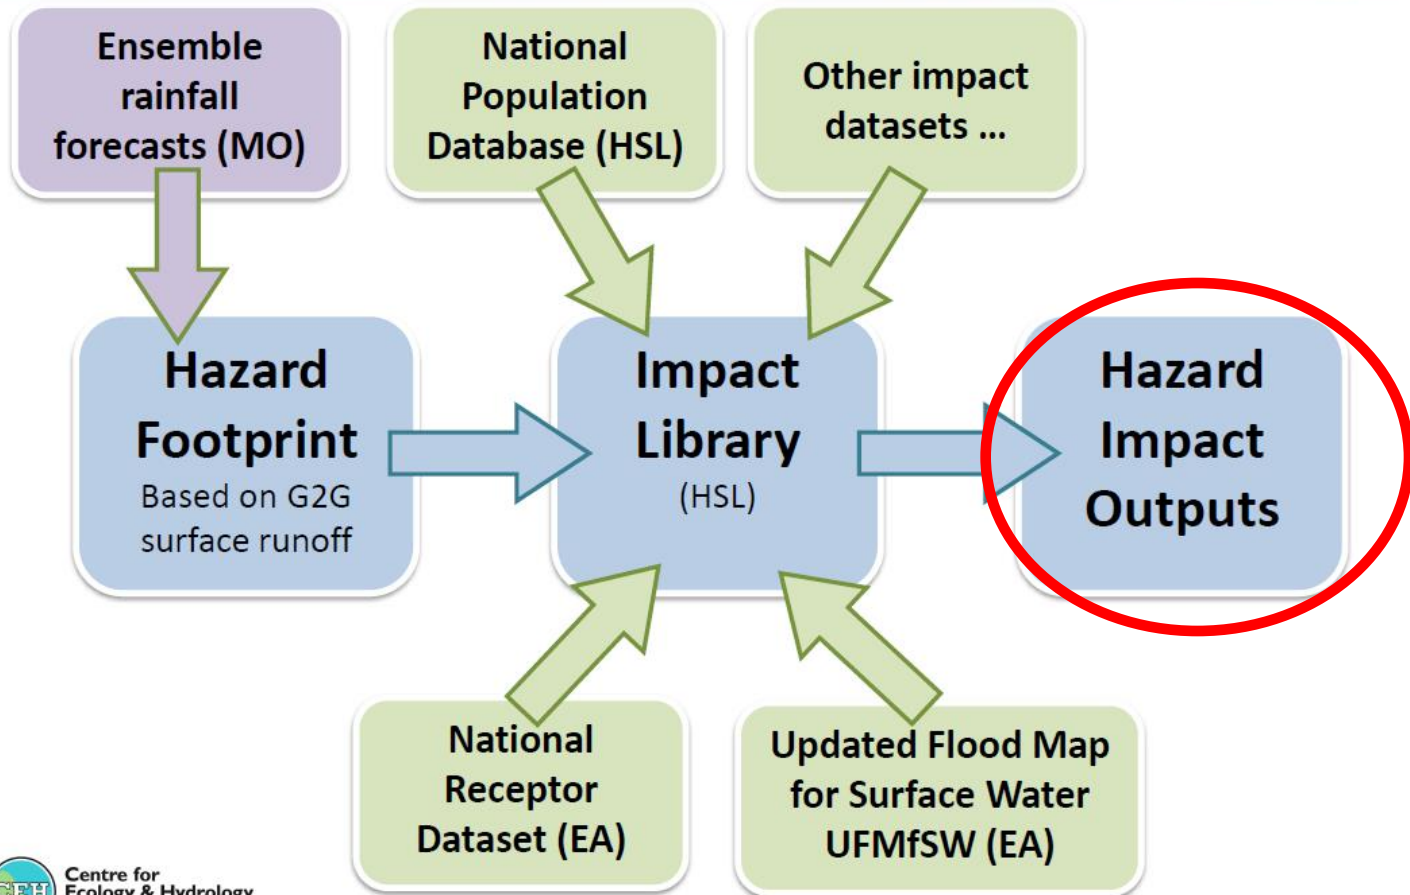 Ensemble
rainfall
forecasts (MO)
National
Population
Database (HSL)
Other impact
datasets ...
Hazard
Footprint
Based on G2G
surface runoff
Impact
Library
(HSL)
Hazard
Impact
Outputs
National
Receptor
Dataset (EA)
Updated Flood Map
for Surface Water
UFMfSW (EA)
CEH
Centre for
Ecology & Hydrology